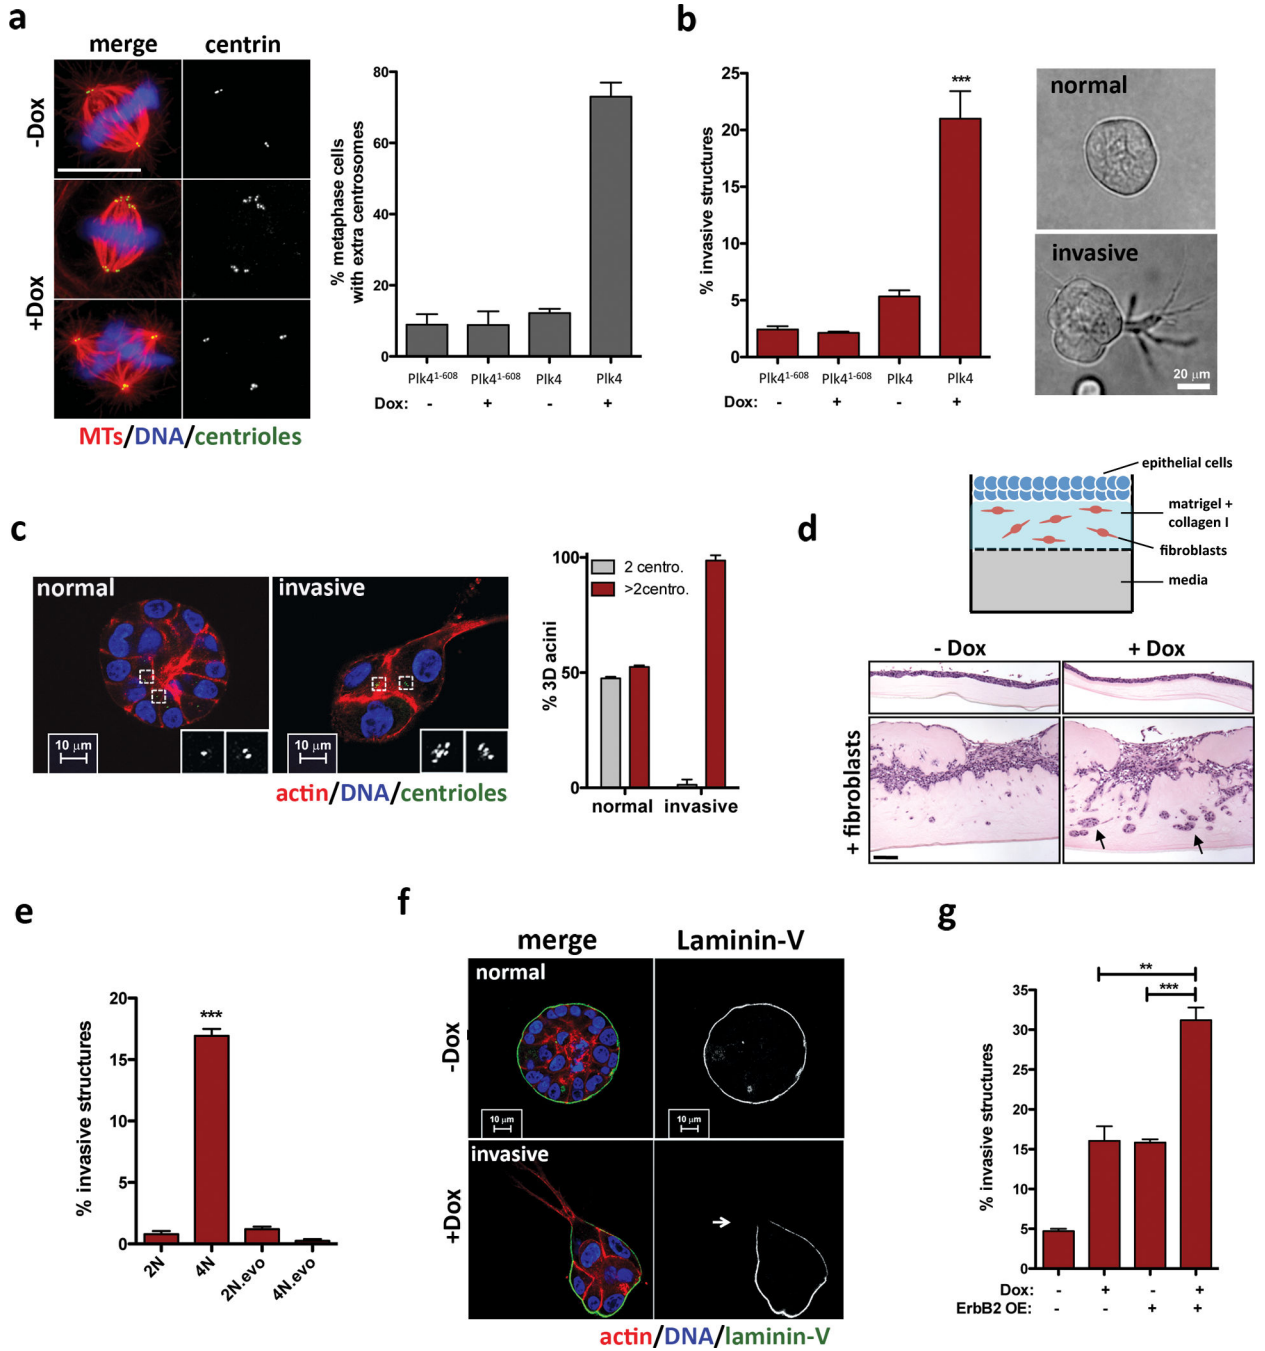 a
merge
centrin
-Dox
+Dox
MTs/DNA/centrioles
% metaphase cells
with extra centrosomes
80
60
40
20
0
Plk4¹⁻⁶⁰⁸ Plk4¹⁻⁶⁰⁸ Plk4 Plk4
Dox: - + - +
b
% invasive structures
25
20
15
10
5
0
***
Plk4¹⁻⁶⁰⁸ Plk4¹⁻⁶⁰⁸ Plk4 Plk4
Dox: - + - +
normal
invasive
20 µm
c
normal
10 µm
invasive
10 µm
actin/DNA/centrioles
% 3D acini
100
50
0
2 centro.
>2centro.
normal invasive
d
epithelial cells
matrigel +
collagen I
fibroblasts
media
- Dox
+ Dox
+ fibroblasts
e
% invasive structures
20
15
10
5
0
***
2N
4N
2N.evo
4N.evo
f
merge
Laminin-V
-Dox
normal
10 µm
10 µm
+Dox
invasive
actin/DNA/laminin-V
g
% invasive structures
35
30
25
20
15
10
5
0
**
***
Dox: - + - +
ErbB2 OE: - - + +